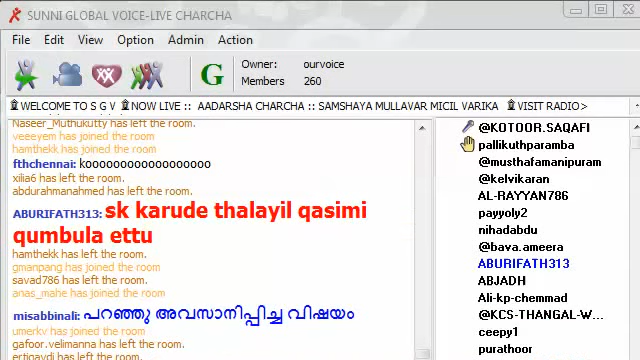 SUNNI GLOBAL VOICE-LIVE CHARCHA
File Edit View Option Admin Action
G Owner: ourvoice
Members 260
WELCOME TO S G V NOW LIVE :: AADARSHA CHARCHA :: SAMSHAYA MULLAVAR MICIL VARIKA VISIT RADIO>
Naseer_Muthukutty has left the room.
veeeyem has joined the room
hamthekk has joined the room
fthchennai: kooooooooooooooooooo
xilia6 has left the room.
abdurahmanahmed has left the room.
ABURIFATH313: sk karude thalayil qasimi
qumbula ettu
hamthekk has left the room.
gmanpang has joined the room
savad786 has left the room.
anas_mahe has joined the room
misabbinali: പറഞ്ഞു അവസാനിപ്പിച്ച വിഷയം
umerkv has joined the room
gafoor.velimanna has left the room.
ertinavdi has left the room.
@KOTOOR.SAQAFI
pallikuthparamba
@musthafamanipuram
@kelvikaran
AL-RAYYAN786
payyoly2
nihadabdu
@bava.ameera
ABURIFATH313
ABJADH
Ali-kp-chemmad
@KCS-THANGAL-W...
ceepy1
purathoor